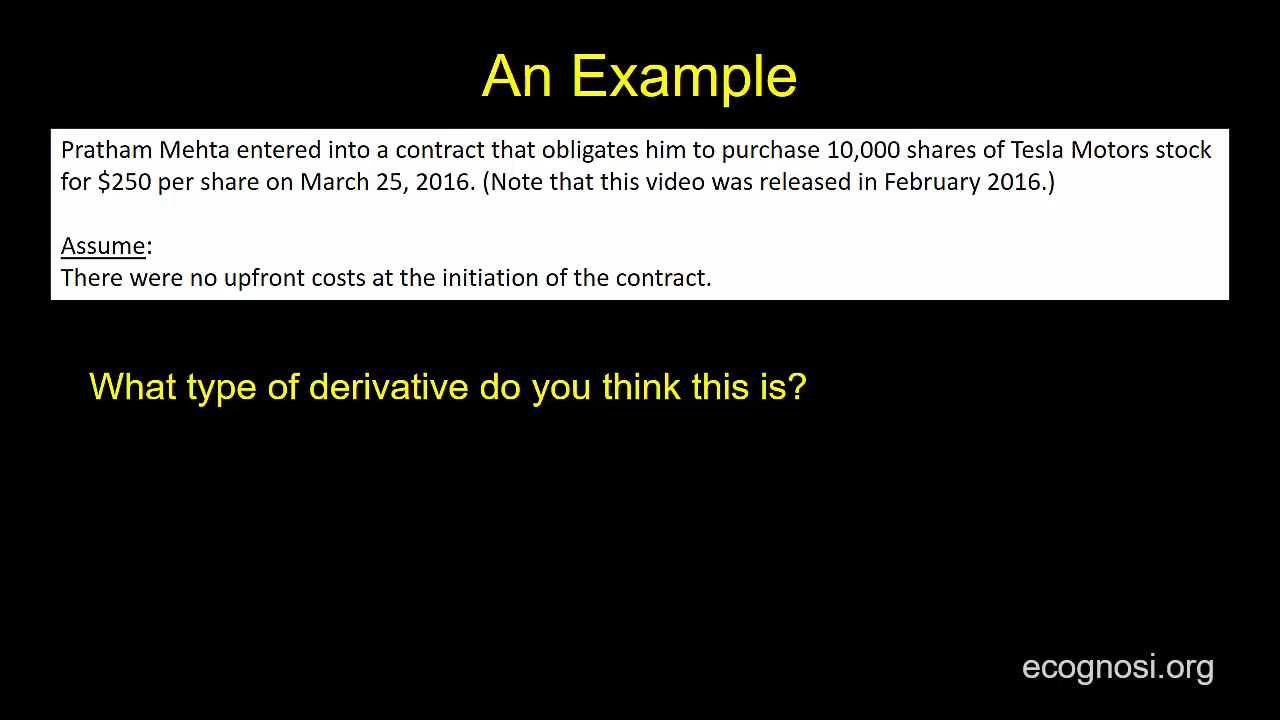 An Example
Pratham Mehta entered into a contract that obligates him to purchase 10,000 shares of Tesla Motors stock
for $250 per share on March 25, 2016. (Note that this video was released in February 2016.)
Assume:
There were no upfront costs at the initiation of the contract.
What type of derivative do you think this is?
ecognosi.org